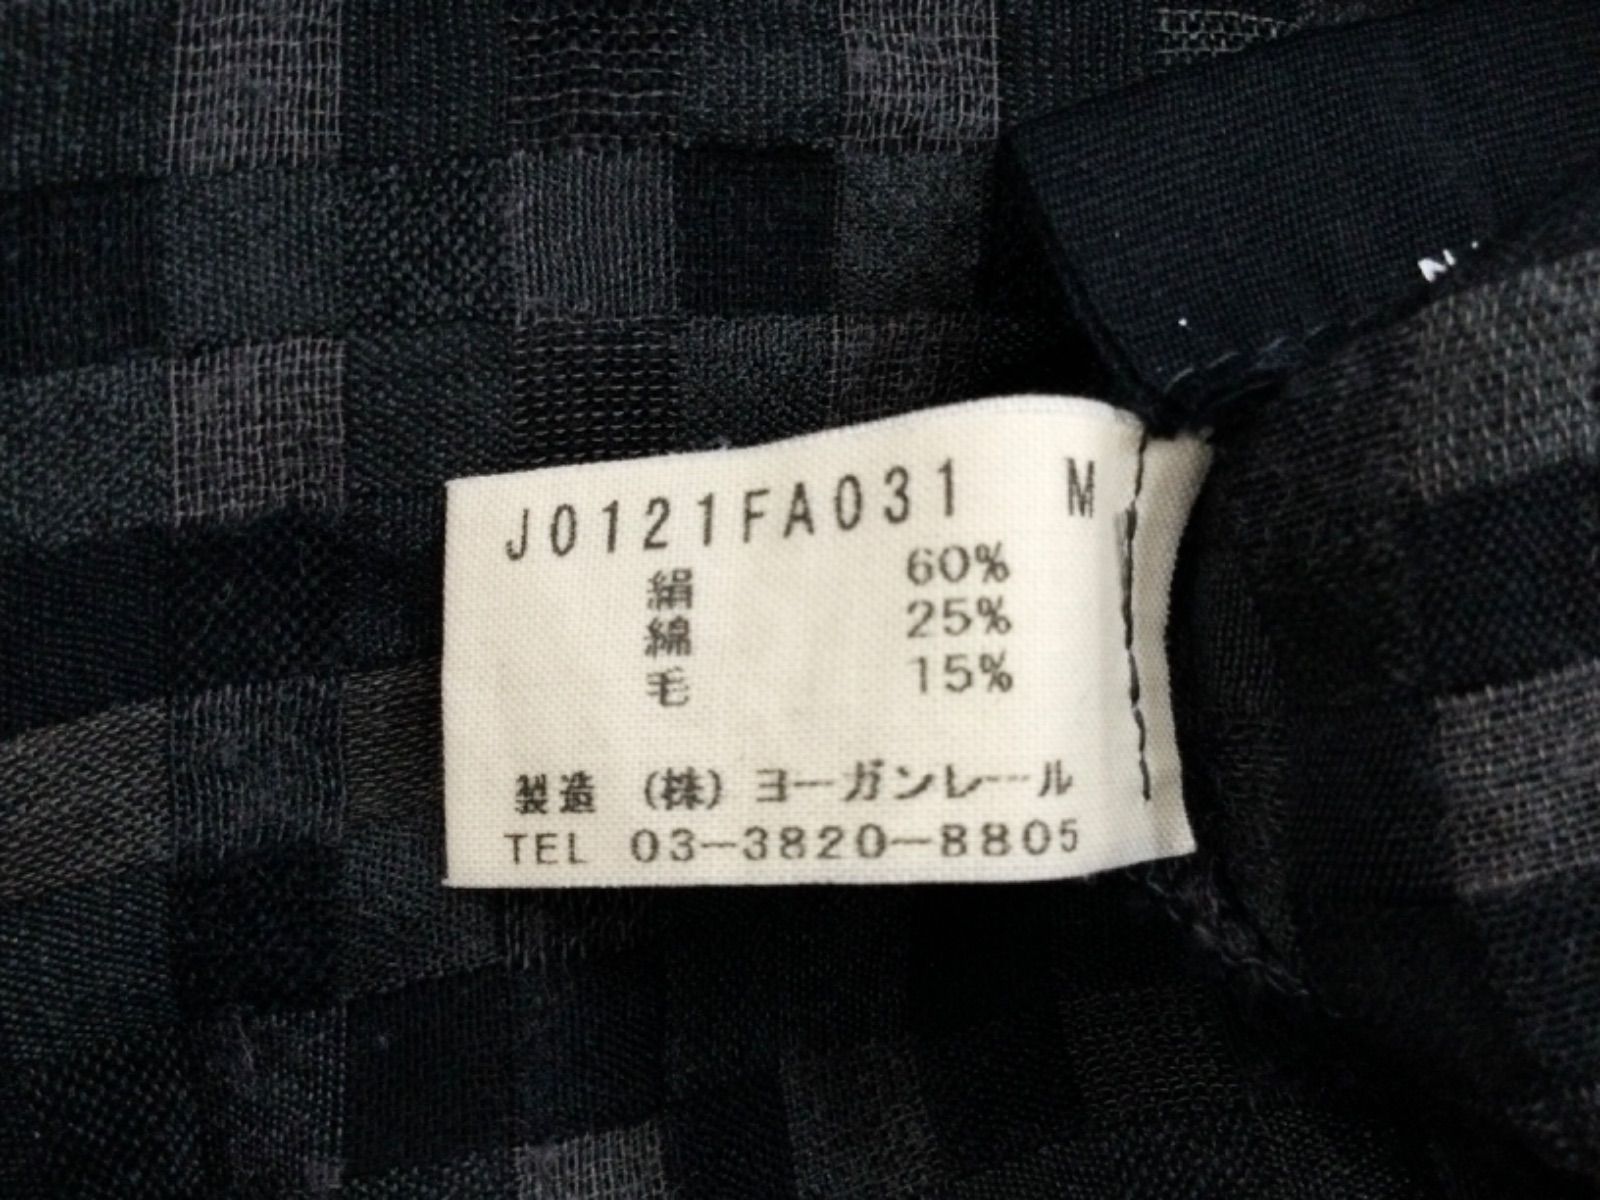 J0121FA031 M
絹 60%
綿 25%
毛 15%
製造 (株) ヨーガンレール
TEL 03-3820-8805